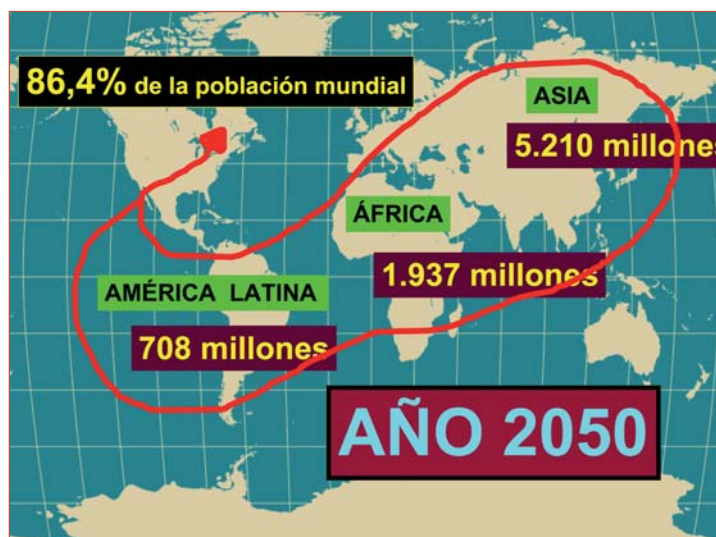 86,4% de la población mundial
ASIA
5.210 millones
ÁFRICA
1.937 millones
AMÉRICA LATINA
708 millones
AÑO 2050